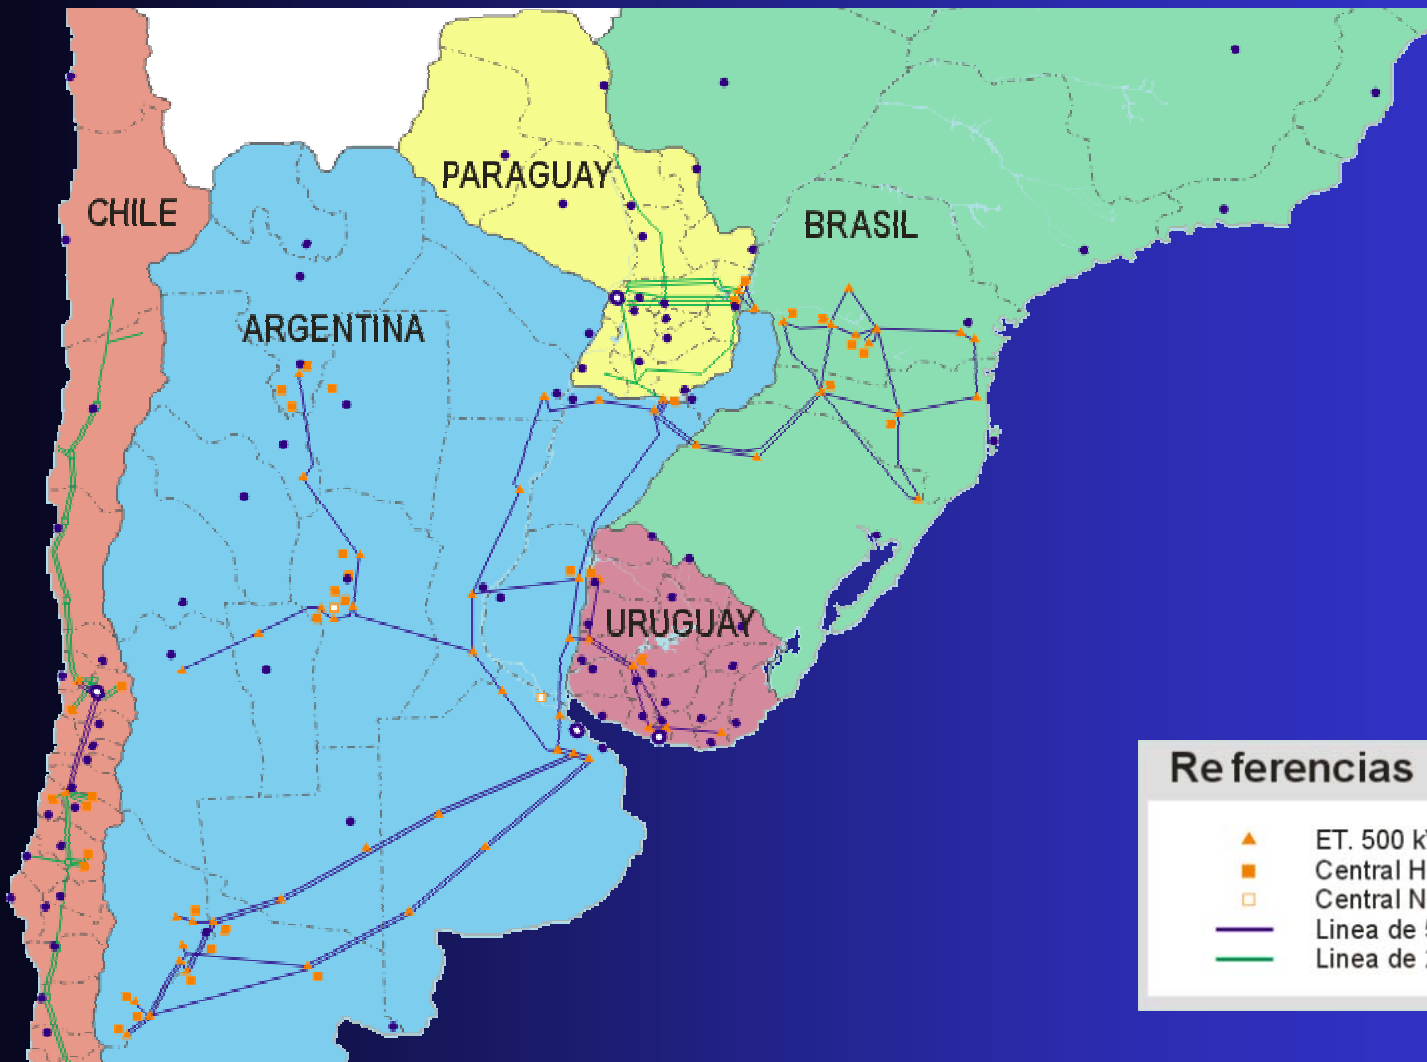 PARAGUAY
CHILE
BRASIL
ARGENTINA
URUGUAY
Referencias
ET. 500 k
Central H
Central N
Linea de
Linea de